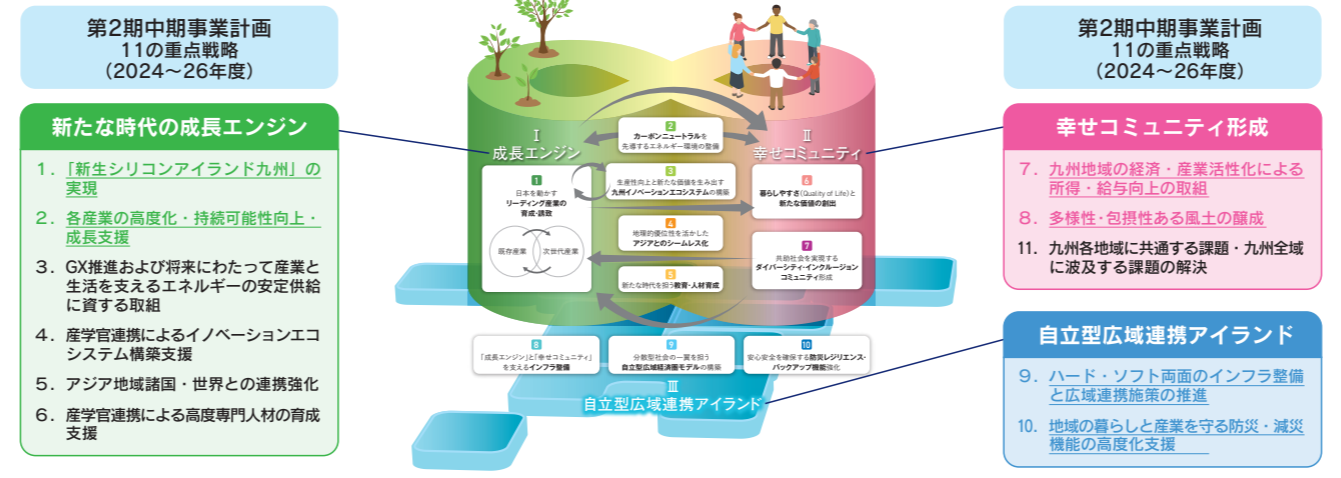 第2期中期事業計画
11の重点戦略
（2024～26年度）
新たな時代の成長エンジン
1．「新生シリコンアイランド九州」の
実現
2．各産業の高度化・持続可能性向上・
成長支援
3．GX推進および将来にわたって産業と
生活を支えるエネルギーの安定供給
に資する取組
4．産学官連携によるイノベーションエコ
システム構築支援
5．アジア地域諸国・世界との連携強化
6．産学官連携による高度専門人材の育成
支援
Ⅰ
成長エンジン
1
日本を動かす
リーディング産業の
育成・誘致
既存産業
次世代産業
2
カーボンニュートラルを
先導するエネルギー環境の整備
3
生産性向上と新たな価値を生み出す
九州イノベーションエコシステムの構築
4
地理的優位性を活かした
アジアとのシームレス化
5
新たな時代を担う教育・人材育成
Ⅱ
幸せコミュニティ
6
暮らしやすさ（Quality of Life）と
新たな価値の創出
7
共助社会を実現する
ダイバーシティ・インクルージョン
コミュニティ形成
8
「成長エンジン」と「幸せコミュニティ」
を支えるインフラ整備
9
分散型社会の一翼を担う
自立型広域経済圏モデルの構築
10
安心安全を確保する防災レジリエンス・
バックアップ機能強化
Ⅲ
自立型広域連携アイランド
第2期中期事業計画
11の重点戦略
（2024～26年度）
幸せコミュニティ形成
7．九州地域の経済・産業活性化による
所得・給与向上の取組
8．多様性・包摂性ある風土の醸成
11．九州各地域に共通する課題・九州全域
に波及する課題の解決
自立型広域連携アイランド
9．ハード・ソフト両面のインフラ整備
と広域連携施策の推進
10．地域の暮らしと産業を守る防災・減災
機能の高度化支援